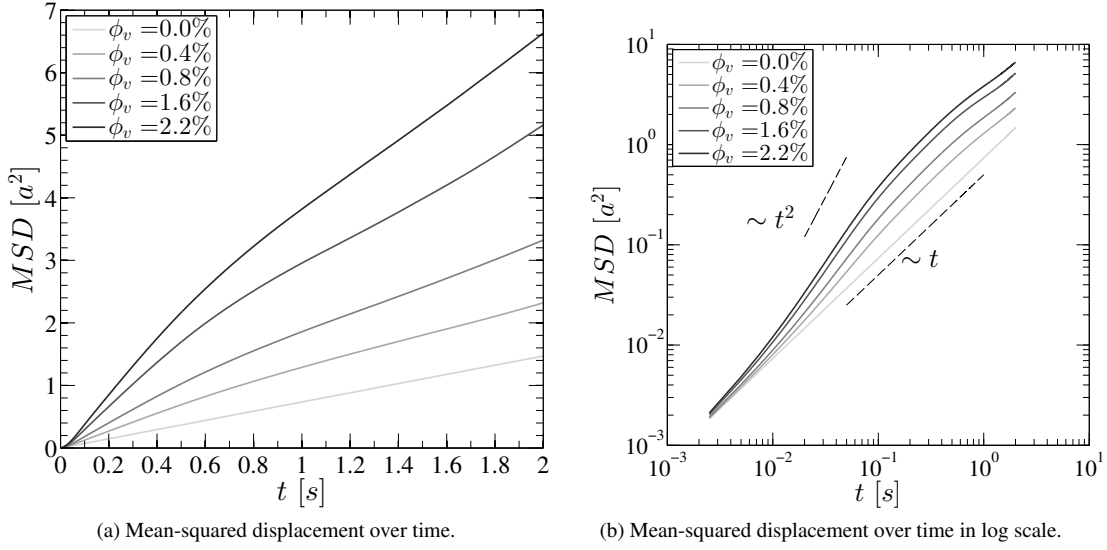 7
6
5
4
3
2
1
0
MSD [a²]
ϕᵥ =0.0%
ϕᵥ =0.4%
ϕᵥ =0.8%
ϕᵥ =1.6%
ϕᵥ =2.2%
0 0.2 0.4 0.6 0.8 1 1.2 1.4 1.6 1.8 2
t [s]
(a) Mean-squared displacement over time.
10¹
10⁰
10⁻¹
10⁻²
10⁻³
MSD [a²]
ϕᵥ =0.0%
ϕᵥ =0.4%
ϕᵥ =0.8%
ϕᵥ =1.6%
ϕᵥ =2.2%
∼ t²
∼ t
10⁻³ 10⁻² 10⁻¹ 10⁰ 10¹
t [s]
(b) Mean-squared displacement over time in log scale.